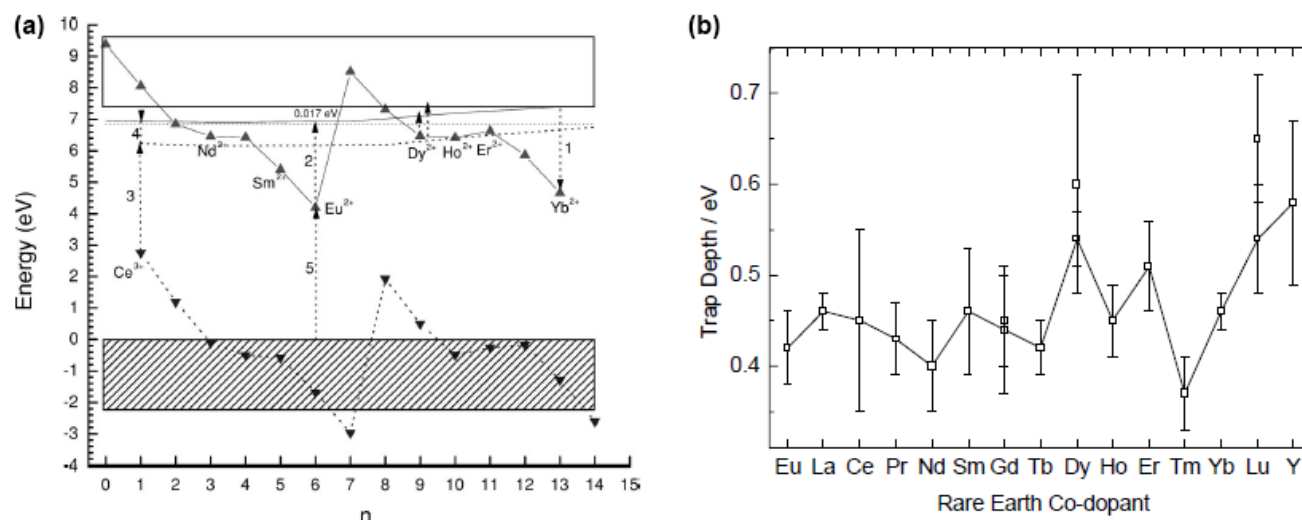 (a)
10
9
8
7
6
5
4
3
2
1
0
-1
-2
-3
-4
Energy (eV)
0.017 eV
4
2
1
3
5
Nd²⁺
Sm²⁺
Eu²⁺
Dy²⁺ Ho²⁺ Er²⁺
Yb²⁺
Ce³⁺
0 1 2 3 4 5 6 7 8 9 10 11 12 13 14 15
n
(b)
0.7
0.6
0.5
0.4
Trap Depth / eV
Eu La Ce Pr Nd Sm Gd Tb Dy Ho Er Tm Yb Lu Y
Rare Earth Co-dopant